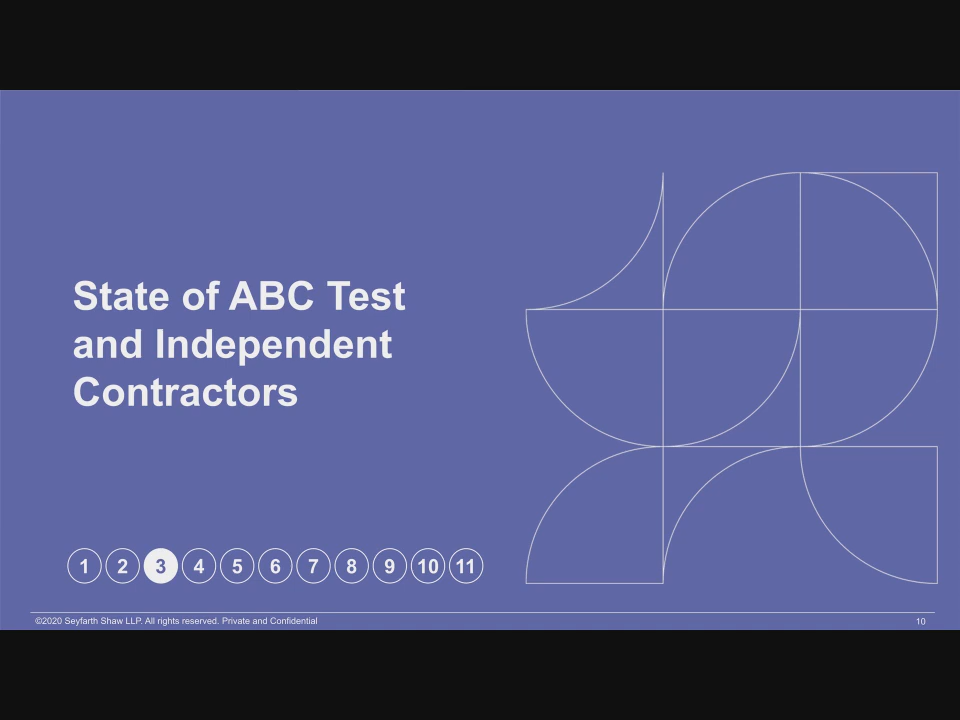 State of ABC Test
and Independent
Contractors
1 2 3 4 5 6 7 8 9 10 11
©2020 Seyfarth Shaw LLP. All rights reserved. Private and Confidential
10